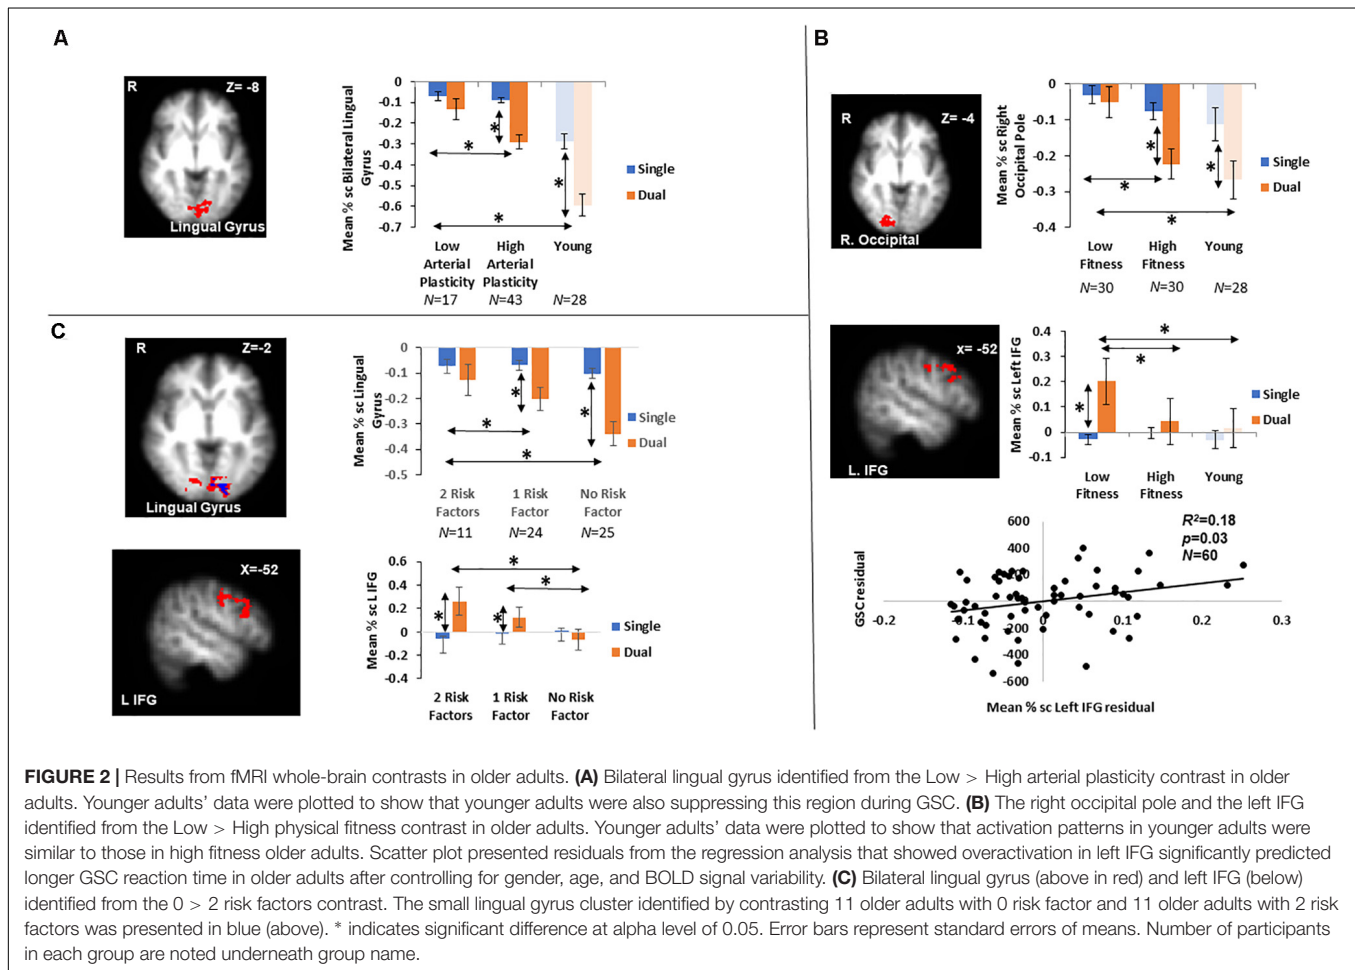 A
R
Z= -8
Lingual Gyrus
Mean % sc Bilateral Lingual
Gyrus
0
-0.1
-0.2
-0.3
-0.4
-0.5
-0.6
-0.7
*
*
*
*
Single
Dual
Low
Arterial
Plasticity
High
Arterial
Plasticity
Young
N=17
N=43
N=28
B
R
Z= -4
R. Occipital
Mean % sc Right
Occipital Pole
0
-0.1
-0.2
-0.3
-0.4
*
*
*
*
Single
Dual
Low
Fitness
High
Fitness
Young
N=30
N=30
N=28
x= -52
L. IFG
Mean % sc Left IFG
0.4
0.3
0.2
0.1
0
-0.1
*
*
*
Single
Dual
Low
Fitness
High
Fitness
Young
R²=0.18
p=0.03
N=60
GSC residual
600
400
200
0
-200
-400
-600
-0.2
-0.1
0
0.1
0.2
0.3
Mean % sc Left IFG residual
C
R
Z=-2
Lingual Gyrus
Mean % sc Lingual
Gyrus
0
-0.1
-0.2
-0.3
-0.4
-0.5
*
*
*
*
Single
Dual
2 Risk
Factors
1 Risk
Factor
No Risk
Factor
N=11
N=24
N=25
X=-52
L IFG
Mean % sc L IFG
0.6
0.4
0.2
0
-0.2
-0.4
*
*
*
*
Single
Dual
2 Risk
Factors
1 Risk
Factor
No Risk
Factor
FIGURE 2 | Results from fMRI whole-brain contrasts in older adults. (A) Bilateral lingual gyrus identified from the Low > High arterial plasticity contrast in older
adults. Younger adults' data were plotted to show that younger adults were also suppressing this region during GSC. (B) The right occipital pole and the left IFG
identified from the Low > High physical fitness contrast in older adults. Younger adults' data were plotted to show that activation patterns in younger adults were
similar to those in high fitness older adults. Scatter plot presented residuals from the regression analysis that showed overactivation in left IFG significantly predicted
longer GSC reaction time in older adults after controlling for gender, age, and BOLD signal variability. (C) Bilateral lingual gyrus (above in red) and left IFG (below)
identified from the 0 > 2 risk factors contrast. The small lingual gyrus cluster identified by contrasting 11 older adults with 0 risk factor and 11 older adults with 2 risk
factors was presented in blue (above). * indicates significant difference at alpha level of 0.05. Error bars represent standard errors of means. Number of participants
in each group are noted underneath group name.